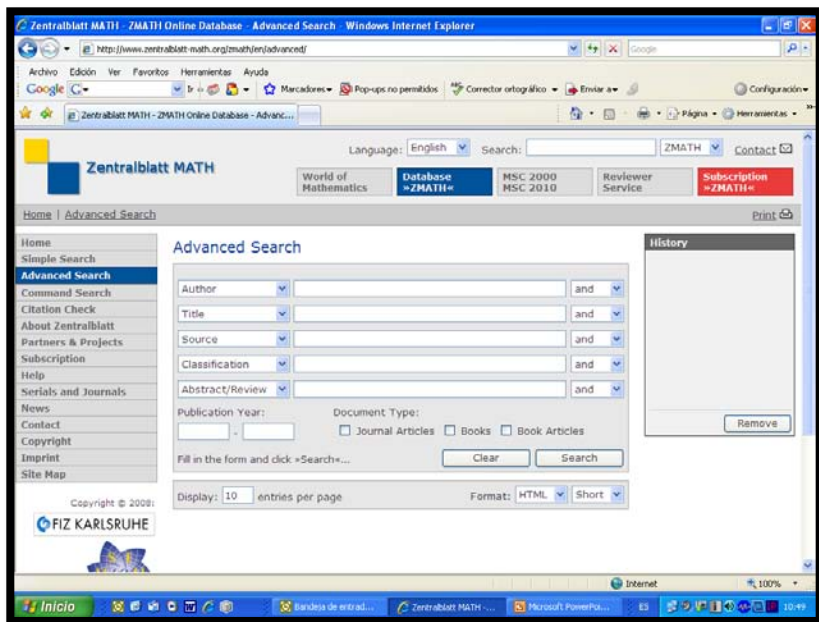 Zentralblatt MATH - ZMATH Online Database - Advanced Search - Windows Internet Explorer
http://www.zentralblatt-math.org/zmath/en/advanced/
Google
Archivo Edición Ver Favoritos Herramientas Ayuda
Google G Ir Marcadores Pop-ups no permitidos Corrector ortográfico Enviar a Configuración
Zentralblatt MATH - ZMATH Online Database - Advanc... Página Herramientas
Language: English Search: ZMATH Contact
Zentralblatt MATH
World of Mathematics
Database »ZMATH«
MSC 2000 MSC 2010
Reviewer Service
Subscription »ZMATH«
Home | Advanced Search Print
Home
Simple Search
Advanced Search
Command Search
Citation Check
About Zentralblatt
Partners & Projects
Subscription
Help
Serials and Journals
News
Contact
Copyright
Imprint
Site Map
Copyright © 2008:
FIZ KARLSRUHE
Advanced Search
Author and
Title and
Source and
Classification and
Abstract/Review and
Publication Year: Document Type:
- Journal Articles Books Book Articles
Fill in the form and click »Search«... Clear Search
Display: 10 entries per page Format: HTML Short
History
Remove
Internet 100%
Inicio Bandeja de entrad... Zentralblatt MATH -... Microsoft PowerPoi... ES 10:49